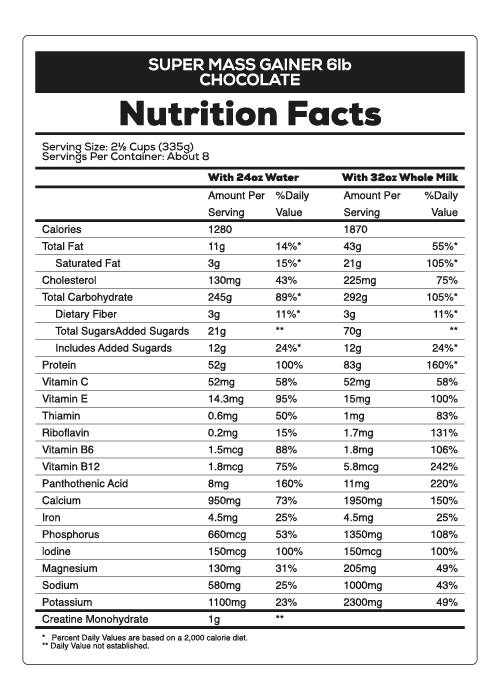 SUPER MASS GAINER 6lb
CHOCOLATE
Nutrition Facts
Serving Size: 2½ Cups (335g)
Servings Per Container: About 8
With 24oz Water With 32oz Whole Milk
Amount Per %Daily Amount Per %Daily
Serving Value Serving Value
Calories 1280 1870
Total Fat 11g 14%* 43g 55%*
Saturated Fat 3g 15%* 21g 105%*
Cholesterol 130mg 43% 225mg 75%
Total Carbohydrate 245g 89%* 292g 105%*
Dietary Fiber 3g 11%* 3g 11%*
Total SugarsAdded Sugards 21g ** 70g **
Includes Added Sugards 12g 24%* 12g 24%*
Protein 52g 100% 83g 160%*
Vitamin C 52mg 58% 52mg 58%
Vitamin E 14.3mg 95% 15mg 100%
Thiamin 0.6mg 50% 1mg 83%
Riboflavin 0.2mg 15% 1.7mg 131%
Vitamin B6 1.5mcg 88% 1.8mg 106%
Vitamin B12 1.8mcg 75% 5.8mcg 242%
Panthothenic Acid 8mg 160% 11mg 220%
Calcium 950mg 73% 1950mg 150%
Iron 4.5mg 25% 4.5mg 25%
Phosphorus 660mcg 53% 1350mg 108%
Iodine 150mcg 100% 150mcg 100%
Magnesium 130mg 31% 205mg 49%
Sodium 580mg 25% 1000mg 43%
Potassium 1100mg 23% 2300mg 49%
Creatine Monohydrate 1g **
* Percent Daily Values are based on a 2,000 calorie diet.
** Daily Value not established.